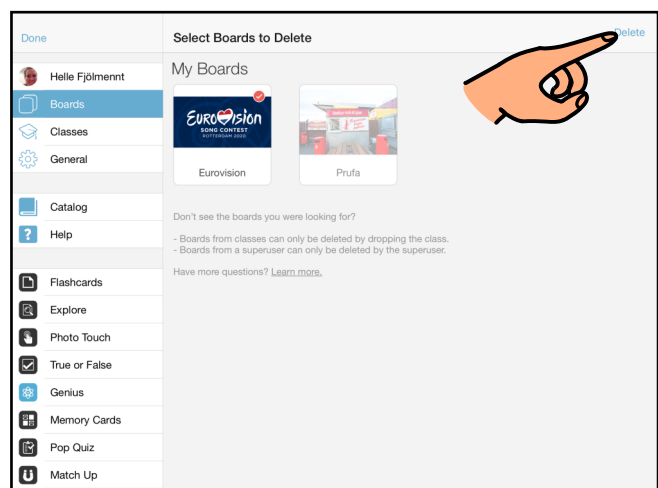 Done
Select Boards to Delete
Delete
Helle Fjölmennt
Boards
Classes
General
Catalog
Help
Flashcards
Explore
Photo Touch
True or False
Genius
Memory Cards
Pop Quiz
Match Up
My Boards
EUROVISION
SONG CONTEST
ROTTERDAM 2020
Eurovision
Prufa
Don't see the boards you were looking for?
- Boards from classes can only be deleted by dropping the class.
- Boards from a superuser can only be deleted by the superuser.
Have more questions? Learn more.